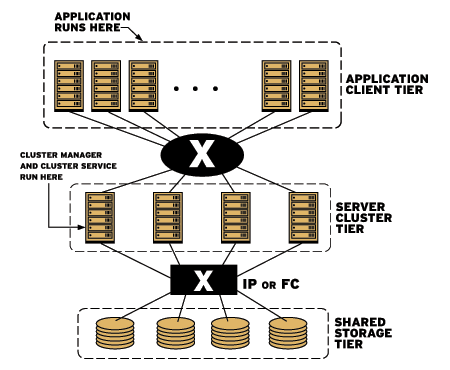 APPLICATION
RUNS HERE
APPLICATION
CLIENT TIER
X
CLUSTER MANAGER
AND CLUSTER SERVICE
RUN HERE
SERVER
CLUSTER
TIER
X
IP OR FC
SHARED
STORAGE
TIER